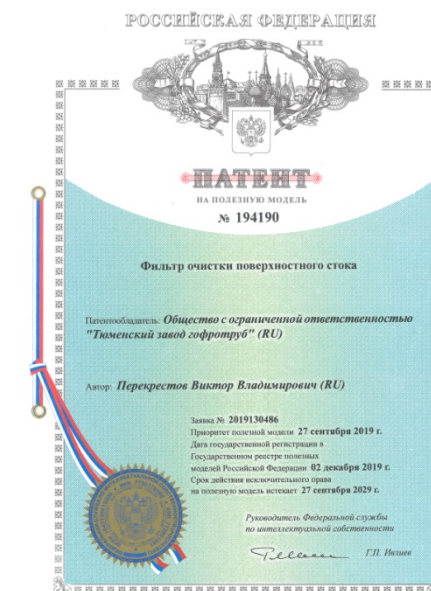 РОССИЙСКАЯ ФЕДЕРАЦИЯ
ПАТЕНТ
НА ПОЛЕЗНУЮ МОДЕЛЬ
№ 194190
Фильтр очистки поверхностного стока
Патентообладатель: Общество с ограниченной ответственностью
"Тюменский завод гофротруб" (RU)
Автор: Перекрестов Виктор Владимирович (RU)
Заявка № 2019130486
Приоритет полезной модели 27 сентября 2019 г.
Дата государственной регистрации в
Государственном реестре полезных
моделей Российской Федерации 02 декабря 2019 г.
Срок действия исключительного права
на полезную модель истекает 27 сентября 2029 г.
Руководитель Федеральной службы
по интеллектуальной собственности
Г.П. Ивлиев